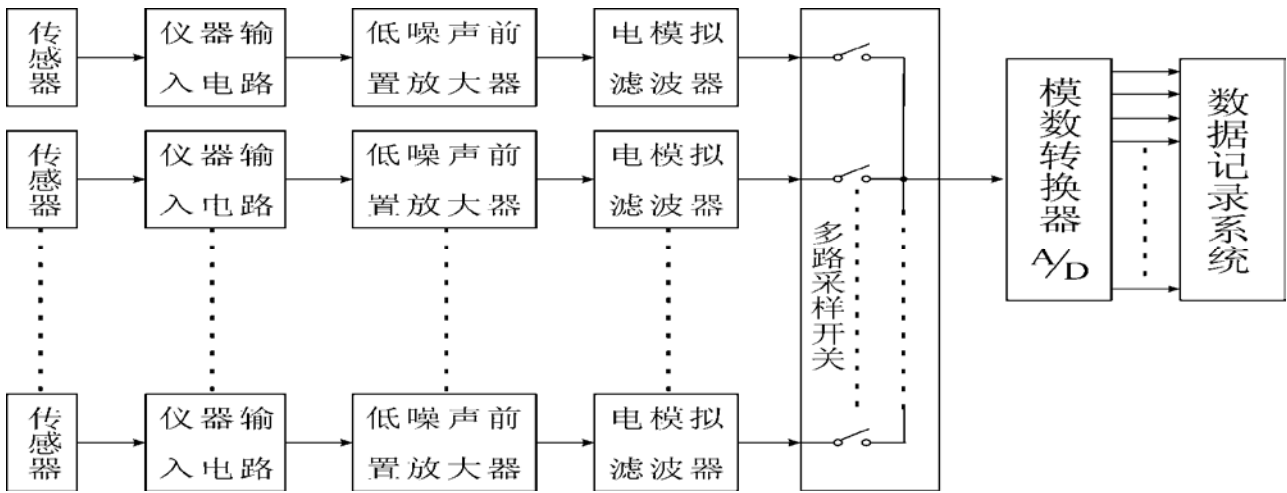 传感器
仪器输
入电路
低噪声前
置放大器
电模拟
滤波器
传感器
仪器输
入电路
低噪声前
置放大器
电模拟
滤波器
多路采样开关
模数转换器
A/D
数据记录系统
传感器
仪器输
入电路
低噪声前
置放大器
电模拟
滤波器